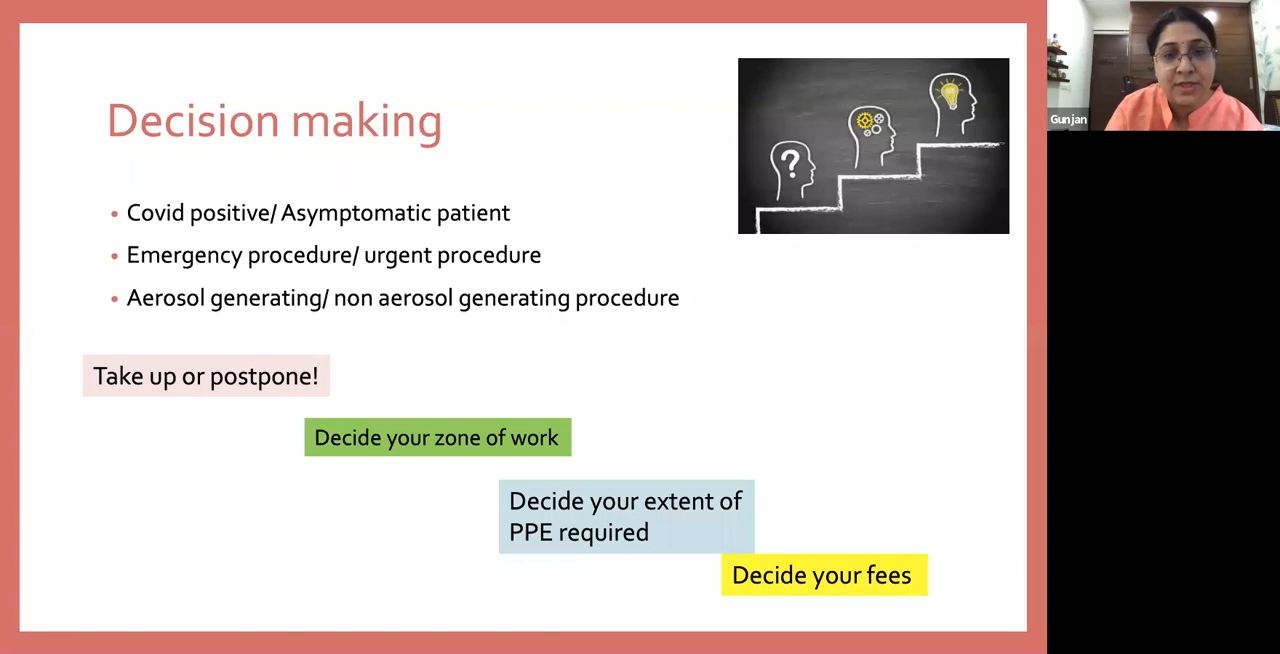 Decision making
• Covid positive/ Asymptomatic patient
• Emergency procedure/ urgent procedure
• Aerosol generating/ non aerosol generating procedure
Take up or postpone!
Decide your zone of work
Decide your extent of
PPE required
Decide your fees
?
Gunjan